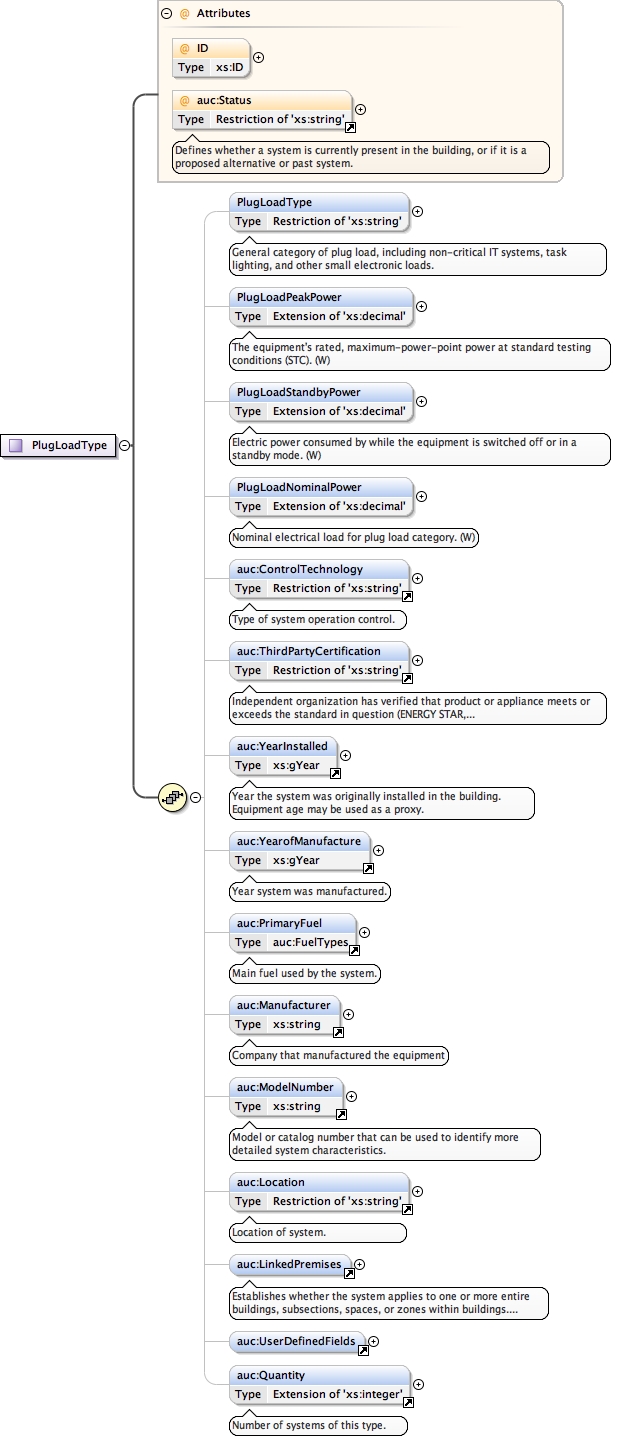 @ Attributes
@ ID
Type xs:ID
@ auc:Status
Type Restriction of 'xs:string'
Defines whether a system is currently present in the building, or if it is a
proposed alternative or past system.
PlugLoadType
Type Restriction of 'xs:string'
General category of plug load, including non-critical IT systems, task
lighting, and other small electronic loads.
PlugLoadPeakPower
Type Extension of 'xs:decimal'
The equipment's rated, maximum-power-point power at standard testing
conditions (STC). (W)
PlugLoadStandbyPower
Type Extension of 'xs:decimal'
Electric power consumed by while the equipment is switched off or in a
standby mode. (W)
PlugLoadType
PlugLoadNominalPower
Type Extension of 'xs:decimal'
Nominal electrical load for plug load category. (W)
auc:ControlTechnology
Type Restriction of 'xs:string'
Type of system operation control.
auc:ThirdPartyCertification
Type Restriction of 'xs:string'
Independent organization has verified that product or appliance meets or
exceeds the standard in question (ENERGY STAR,...
auc:YearInstalled
Type xs:gYear
Year the system was originally installed in the building.
Equipment age may be used as a proxy.
auc:YearofManufacture
Type xs:gYear
Year system was manufactured.
auc:PrimaryFuel
Type auc:FuelTypes
Main fuel used by the system.
auc:Manufacturer
Type xs:string
Company that manufactured the equipment
auc:ModelNumber
Type xs:string
Model or catalog number that can be used to identify more
detailed system characteristics.
auc:Location
Type Restriction of 'xs:string'
Location of system.
auc:LinkedPremises
Establishes whether the system applies to one or more entire
buildings, subsections, spaces, or zones within buildings....
auc:UserDefinedFields
auc:Quantity
Type Extension of 'xs:integer'
Number of systems of this type.